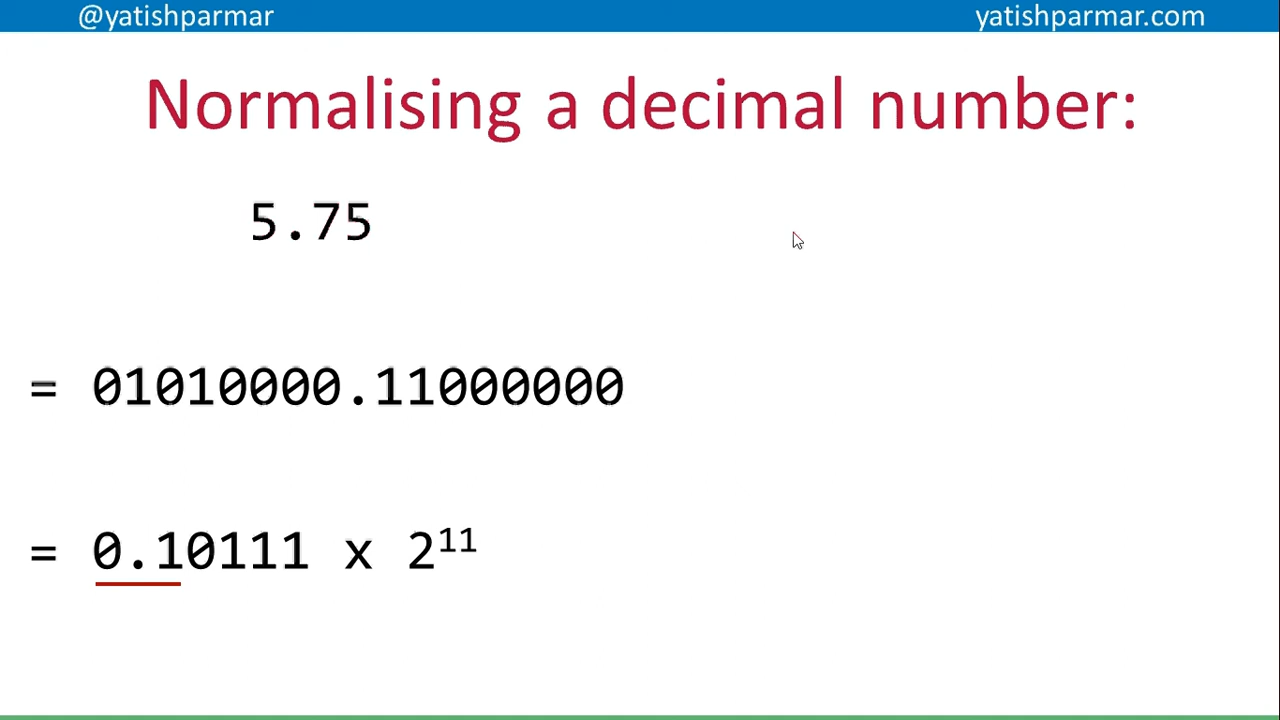 @yatishparmar yatishparmar.com
Normalising a decimal number:
5.75
= 01010000.11000000
= 0.10111 x 2¹¹